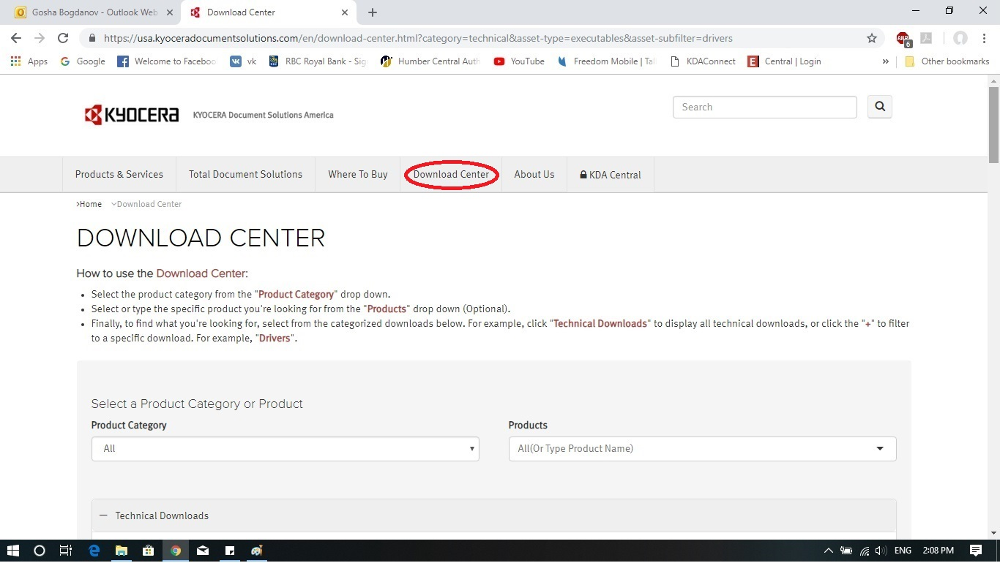 Gosha Bogdanov - Outlook Web
Download Center
https://usa.kyoceradocumentsolutions.com/en/download-center.html?category=technical&asset-type=executables&asset-subfilter=drivers
ABP
6
Apps
Google
Welcome to Faceboo
vk
RBC Royal Bank - Sig
Humber Central Auth
YouTube
Freedom Mobile | Tal
KDAConnect
Central | Login
»
Other bookmarks
KYOCERA
KYOCERA Document Solutions America
Search
Products & Services
Total Document Solutions
Where To Buy
Download Center
About Us
KDA Central
Home
Download Center
DOWNLOAD CENTER
How to use the Download Center:
• Select the product category from the "Product Category" drop down.
• Select or type the specific product you're looking for from the "Products" drop down (Optional).
• Finally, to find what you're looking for, select from the categorized downloads below. For example, click "Technical Downloads" to display all technical downloads, or click the "+" to filter
to a specific download. For example, "Drivers".
Select a Product Category or Product
Product Category
Products
All
All(Or Type Product Name)
— Technical Downloads
ENG
2:08 PM